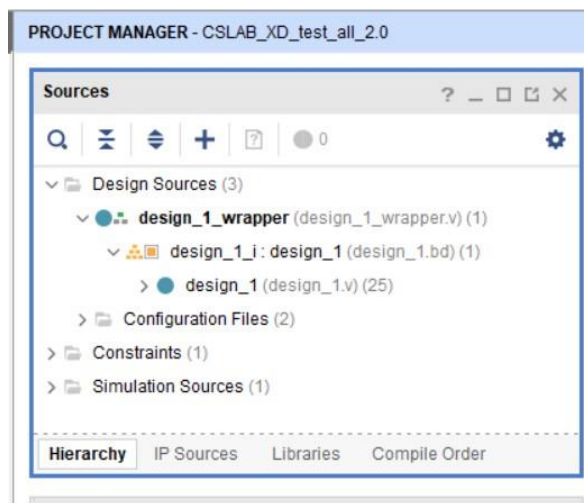 PROJECT MANAGER - CSLAB_XD_test_all_2.0
Sources
? _ □ X
0
Design Sources (3)
design_1_wrapper (design_1_wrapper.v) (1)
design_1_i : design_1 (design_1.bd) (1)
design_1 (design_1.v) (25)
Configuration Files (2)
Constraints (1)
Simulation Sources (1)
Hierarchy IP Sources Libraries Compile Order